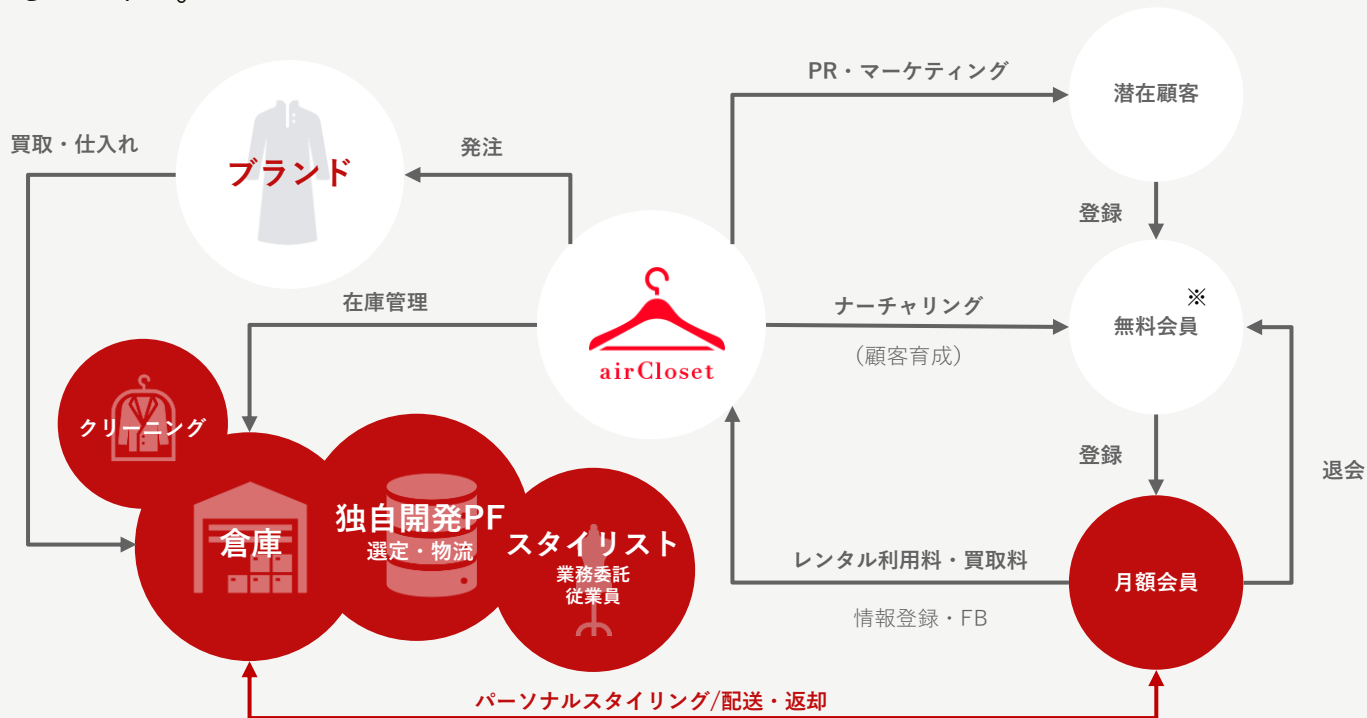 PR・マーケティング
潜在顧客
買取・仕入れ
ブランド
発注
登録
在庫管理
ナーチャリング
(顧客育成)
※
無料会員
airCloset
クリーニング
倉庫
独自開発PF
選定・物流
スタイリスト
業務委託
従業員
登録
退会
レンタル利用料・買取料
情報登録・FB
月額会員
パーソナルスタイリング/配送・返却